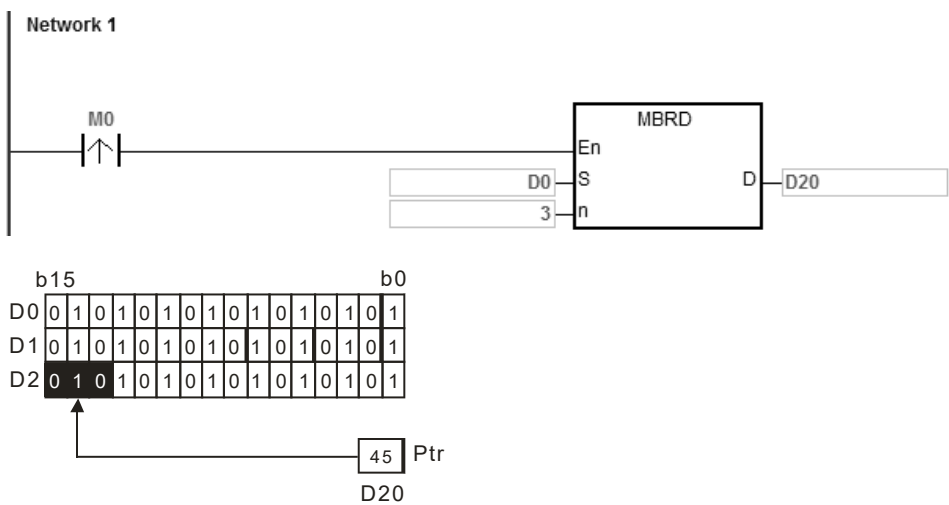 Network 1
M0
MBRD
En
D0 S D D20
3 n
b15 b0
D0 0 1 0 1 0 1 0 1 0 1 0 1 0 1 0 1
D1 0 1 0 1 0 1 0 1 0 1 0 1 0 1 0 1
D2 0 1 0 1 0 1 0 1 0 1 0 1 0 1 0 1
45 Ptr
D20